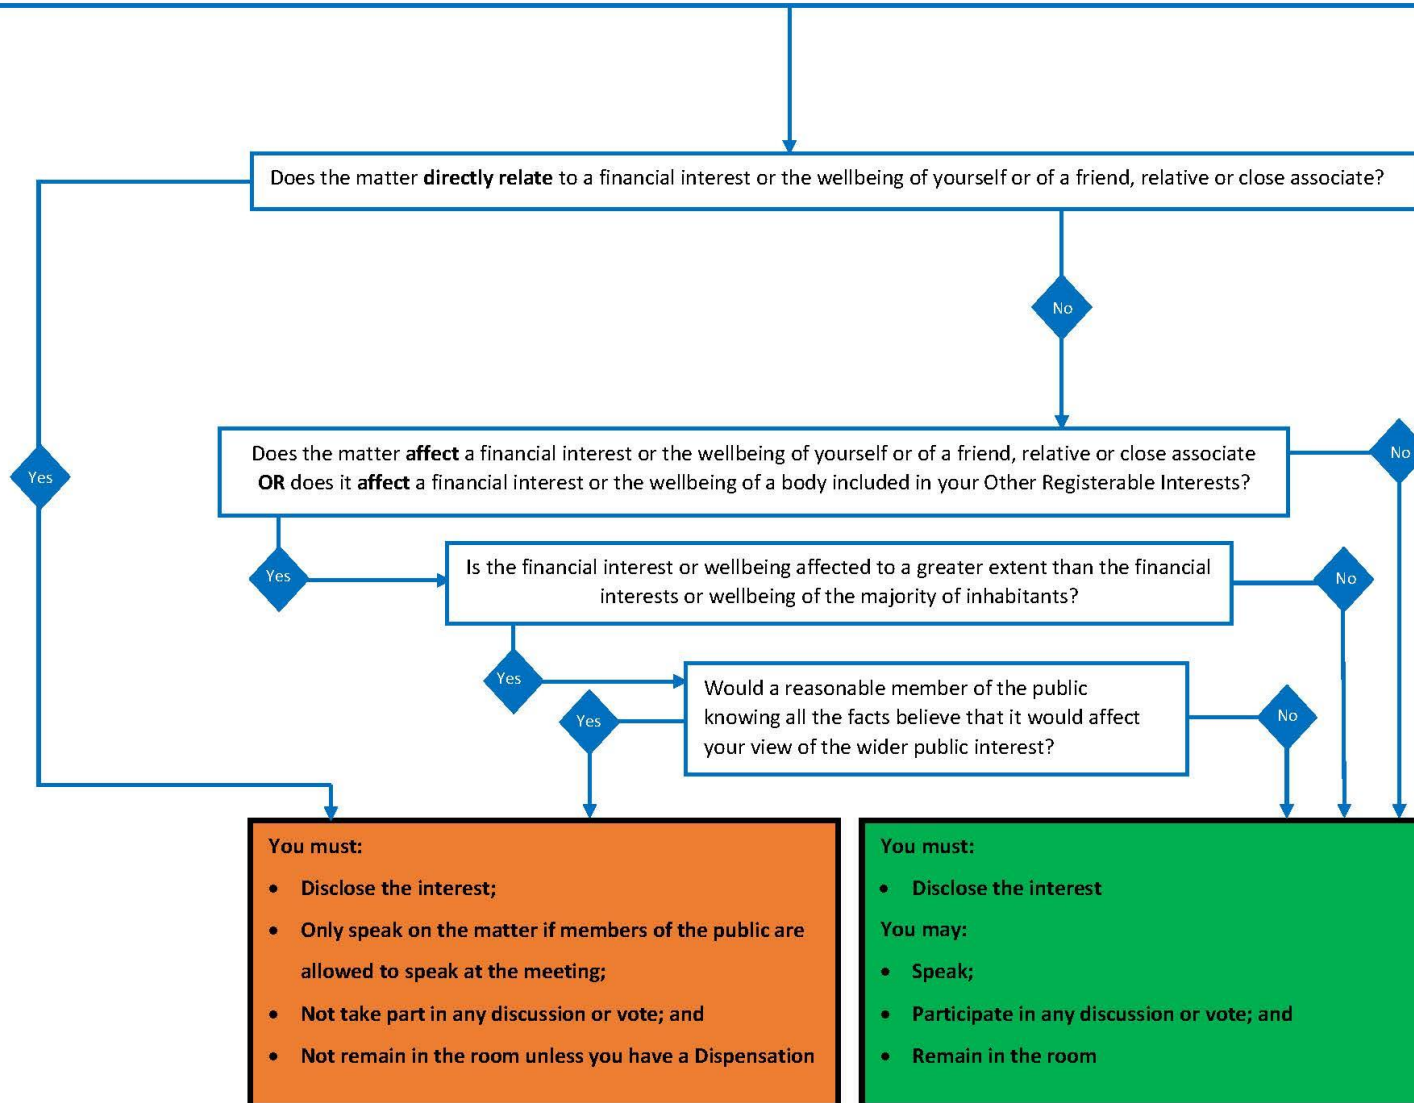 Does the matter directly relate to a financial interest or the wellbeing of yourself or of a friend, relative or close associate?
No
Yes
Does the matter affect a financial interest or the wellbeing of yourself or of a friend, relative or close associate
OR does it affect a financial interest or the wellbeing of a body included in your Other Registerable Interests?
No
Yes
Is the financial interest or wellbeing affected to a greater extent than the financial
interests or wellbeing of the majority of inhabitants?
No
Yes
Would a reasonable member of the public
knowing all the facts believe that it would affect
your view of the wider public interest?
Yes
No
You must:
• Disclose the interest;
• Only speak on the matter if members of the public are
allowed to speak at the meeting;
• Not take part in any discussion or vote; and
• Not remain in the room unless you have a Dispensation
You must:
• Disclose the interest
You may:
• Speak;
• Participate in any discussion or vote; and
• Remain in the room